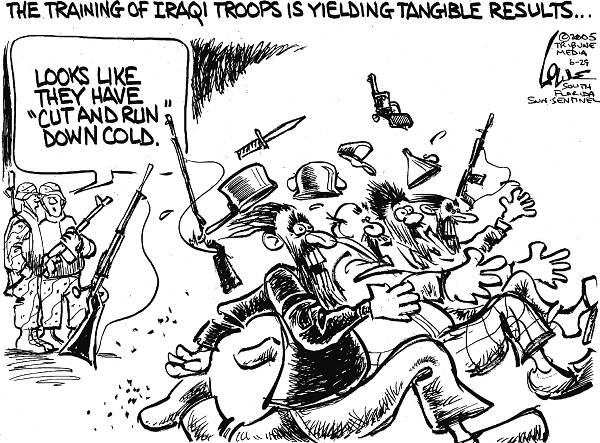 THE TRAINING OF IRAQI TROOPS IS YIELDING TANGIBLE RESULTS...
LOOKS LIKE
THEY HAVE
"CUT AND RUN"
DOWN COLD.
©2005
TRIBUNE
MEDIA
6-29
LOWE
SOUTH
FLORIDA
SUN-SENTINEL